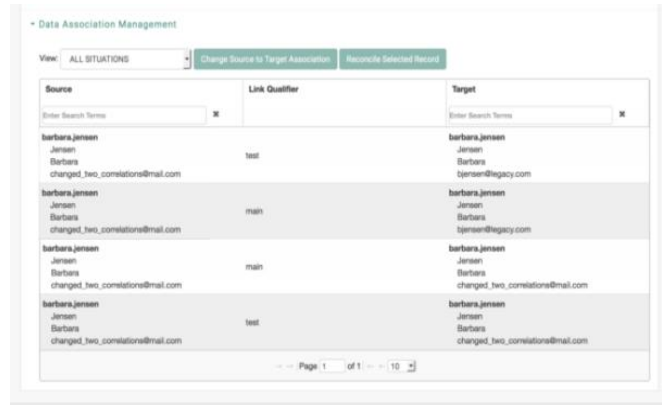 Data Association Management
View: ALL SITUATIONS Change Source to Target Association Reconcile Selected Record
Source Link Qualifier Target
Enter Search Terms Enter Search Terms
barbara.jensen barbara.jensen
Jensen Jensen
Barbara test Barbara
changed_two_correlations@mail.com bjensen@legacy.com
barbara.jensen barbara.jensen
Jensen Jensen
Barbara main Barbara
changed_two_correlations@mail.com bjensen@legacy.com
barbara.jensen barbara.jensen
Jensen Jensen
Barbara main Barbara
changed_two_correlations@mail.com changed_two_correlations@mail.com
barbara.jensen barbara.jensen
Jensen Jensen
Barbara test Barbara
changed_two_correlations@mail.com changed_two_correlations@mail.com
Page 1 of 1 10